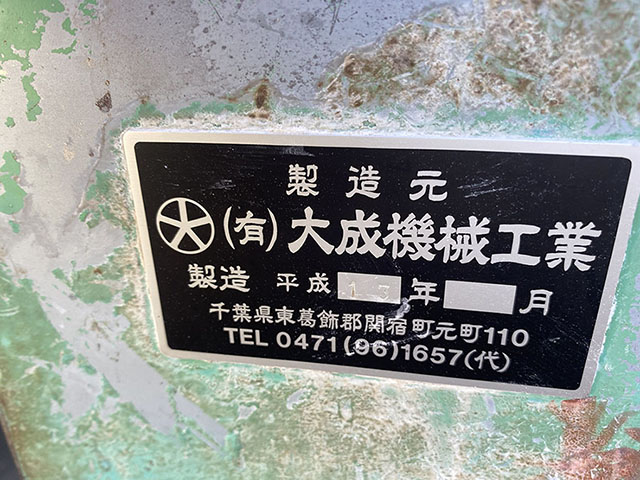 製造元
(有)大成機械工業
製造 平成 13 年 月
千葉県東葛飾郡関宿町元町110
TEL 0471(96)1657(代)